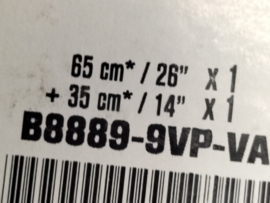 65 cm* / 26” x 1
+ 35 cm* / 14” x 1
B8889-9VP-VA